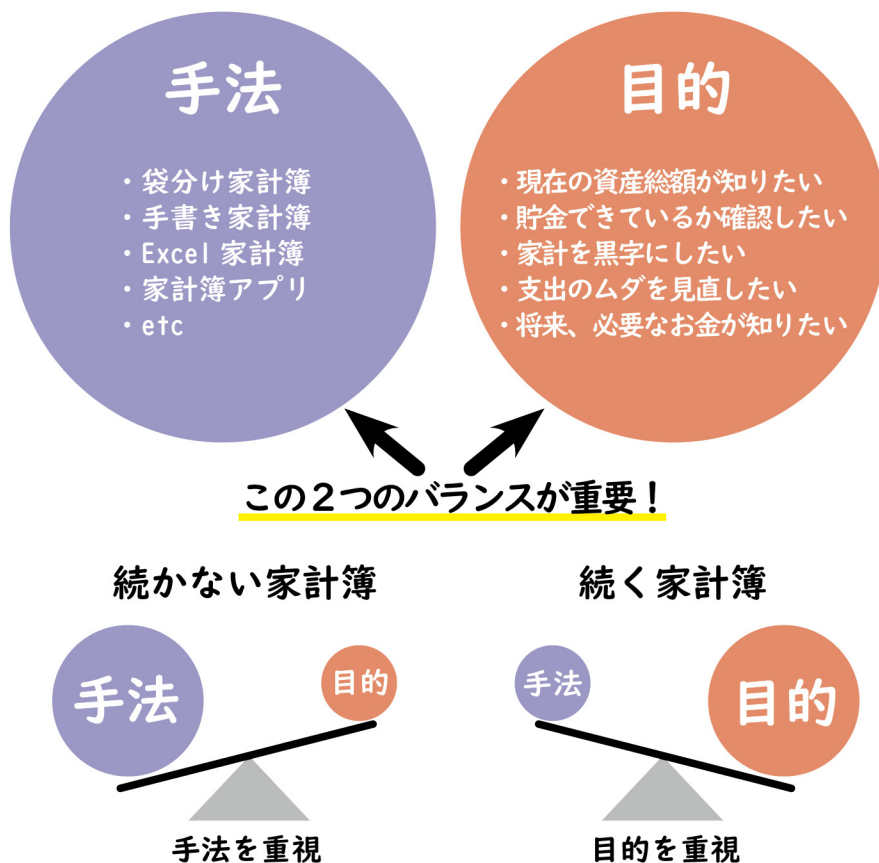 手法
・袋分け家計簿
・手書き家計簿
・Excel 家計簿
・家計簿アプリ
・etc
目的
・現在の資産総額が知りたい
・貯金できているか確認したい
・家計を黒字にしたい
・支出のムダを見直したい
・将来、必要なお金が知りたい
この２つのバランスが重要！
続かない家計簿
手法
目的
手法を重視
続く家計簿
手法
目的
目的を重視